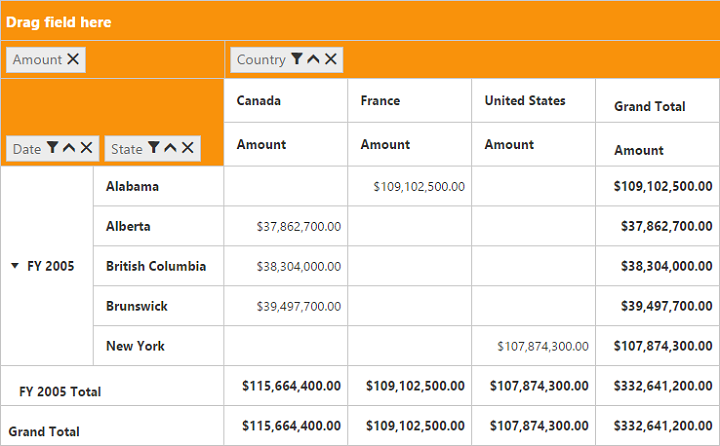 Drag field here
Amount
Country
Date State
Canada France United States Grand Total
Amount Amount Amount Amount
Alabama $109,102,500.00 $109,102,500.00
Alberta $37,862,700.00 $37,862,700.00
FY 2005 British Columbia $38,304,000.00 $38,304,000.00
Brunswick $39,497,700.00 $39,497,700.00
New York $107,874,300.00 $107,874,300.00
FY 2005 Total $115,664,400.00 $109,102,500.00 $107,874,300.00 $332,641,200.00
Grand Total $115,664,400.00 $109,102,500.00 $107,874,300.00 $332,641,200.00